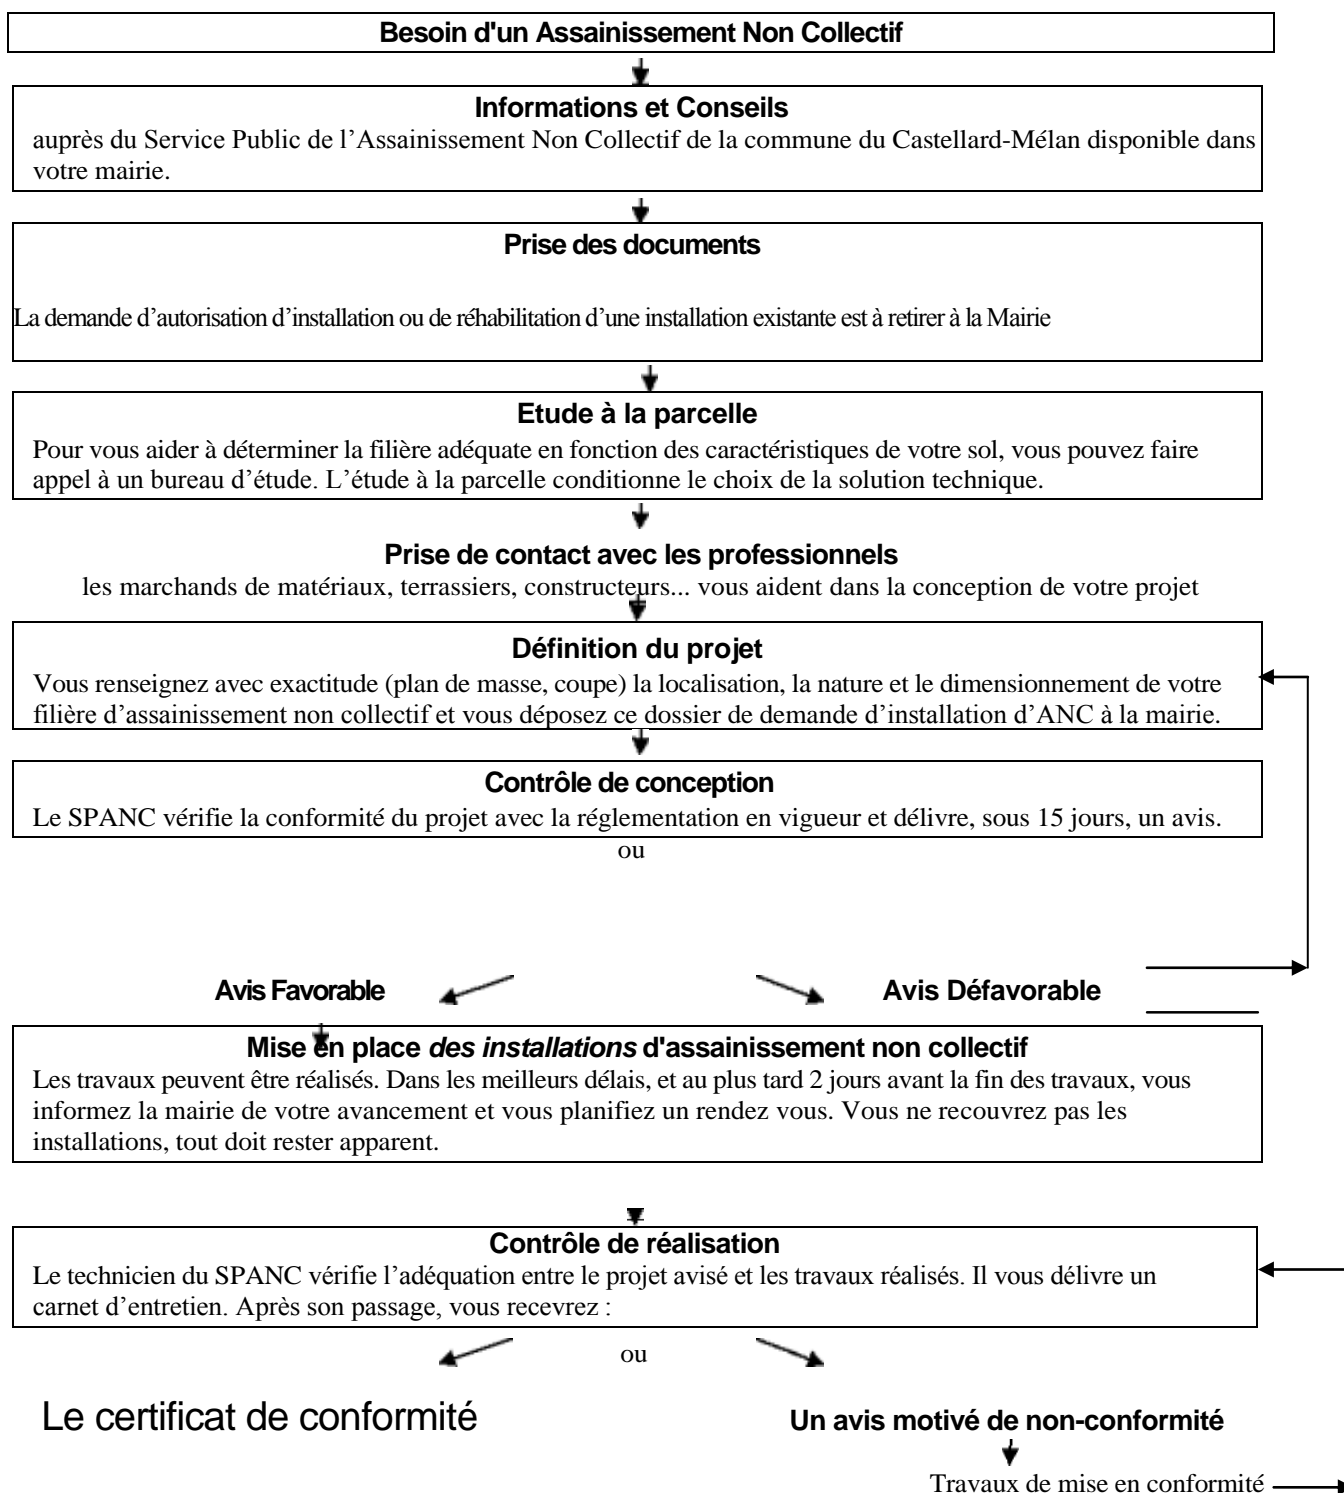 Besoin d'un Assainissement Non Collectif
Informations et Conseils
auprès du Service Public de l’Assainissement Non Collectif de la commune du Castellard-Mélan disponible dans
votre mairie.
Prise des documents
La demande d’autorisation d’installation ou de réhabilitation d’une installation existante est à retirer à la Mairie
Etude à la parcelle
Pour vous aider à déterminer la filière adéquate en fonction des caractéristiques de votre sol, vous pouvez faire
appel à un bureau d’étude. L’étude à la parcelle conditionne le choix de la solution technique.
Prise de contact avec les professionnels
les marchands de matériaux, terrassiers, constructeurs... vous aident dans la conception de votre projet
Définition du projet
Vous renseignez avec exactitude (plan de masse, coupe) la localisation, la nature et le dimensionnement de votre
filière d’assainissement non collectif et vous déposez ce dossier de demande d’installation d’ANC à la mairie.
Contrôle de conception
Le SPANC vérifie la conformité du projet avec la réglementation en vigueur et délivre, sous 15 jours, un avis.
ou
Avis Favorable
Avis Défavorable
Mise en place des installations d'assainissement non collectif
Les travaux peuvent être réalisés. Dans les meilleurs délais, et au plus tard 2 jours avant la fin des travaux, vous
informez la mairie de votre avancement et vous planifiez un rendez vous. Vous ne recouvrez pas les
installations, tout doit rester apparent.
Contrôle de réalisation
Le technicien du SPANC vérifie l’adéquation entre le projet avisé et les travaux réalisés. Il vous délivre un
carnet d’entretien. Après son passage, vous recevrez :
ou
Le certificat de conformité
Un avis motivé de non-conformité
Travaux de mise en conformité